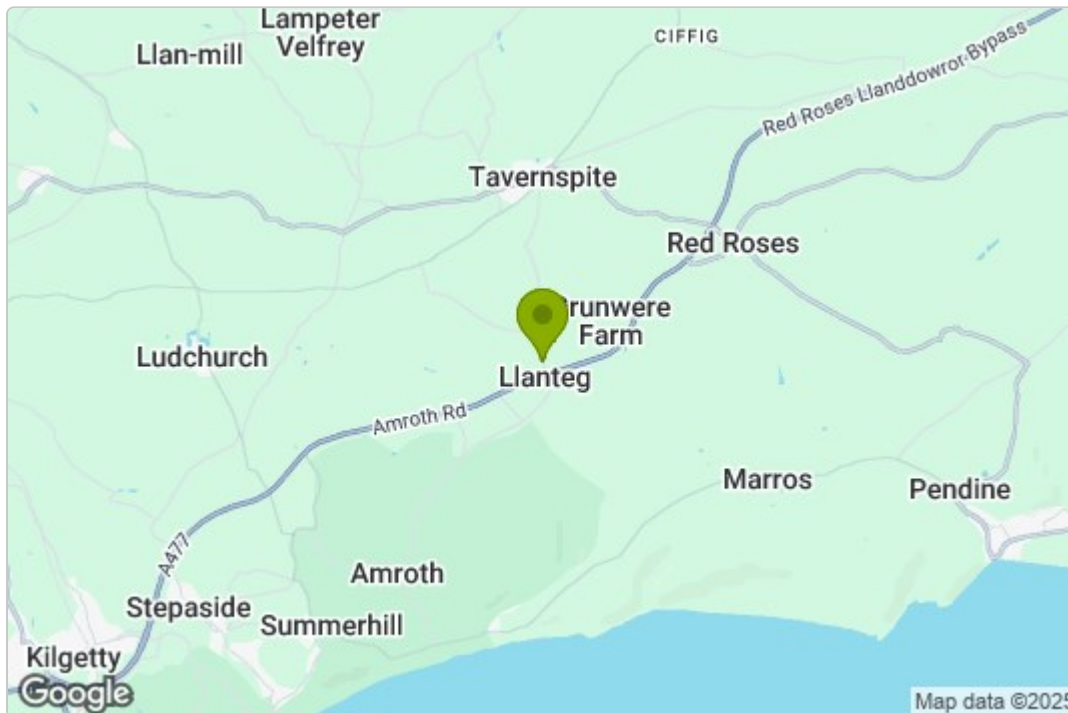 Lampeter
Velfrey
Llan-mill
CIFFIG
Red Roses Llanddowror Bypass
Tavernspite
Red Roses
runwere
Farm
Ludchurch
Llanteg
Amroth Rd
Marros
Pendine
A477
Amroth
Stepaside
Summerhill
Kilgetty
Google
Map data ©2025